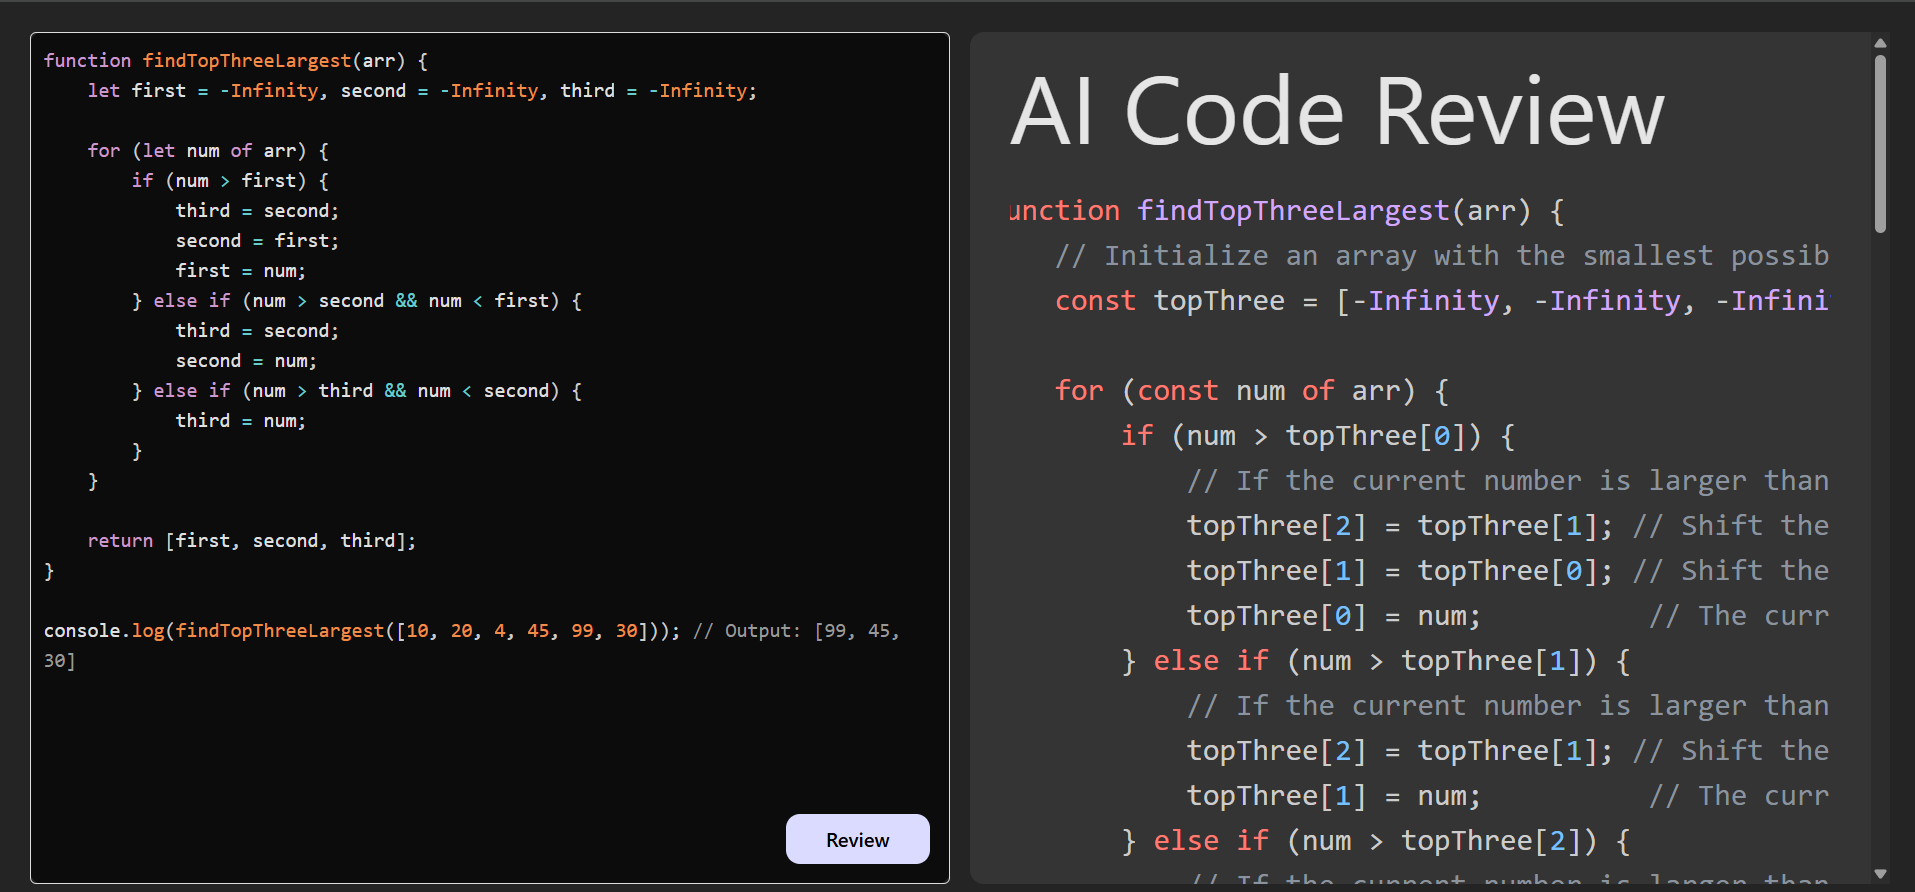 function findTopThreeLargest(arr) {
    let first = -Infinity, second = -Infinity, third = -Infinity;
    for (let num of arr) {
        if (num > first) {
            third = second;
            second = first;
            first = num;
        } else if (num > second && num < first) {
            third = second;
            second = num;
        } else if (num > third && num < second) {
            third = num;
        }
    }
    return [first, second, third];
}
console.log(findTopThreeLargest([10, 20, 4, 45, 99, 30])); // Output: [99, 45,
30]
Review
AI Code Review
unction findTopThreeLargest(arr) {
    // Initialize an array with the smallest possib
    const topThree = [-Infinity, -Infinity, -Infini
    for (const num of arr) {
        if (num > topThree[0]) {
            // If the current number is larger than
            topThree[2] = topThree[1]; // Shift the
            topThree[1] = topThree[0]; // Shift the
            topThree[0] = num;          // The curr
        } else if (num > topThree[1]) {
            // If the current number is larger than
            topThree[2] = topThree[1]; // Shift the
            topThree[1] = num;          // The curr
        } else if (num > topThree[2]) {
            // If the current number is larger than